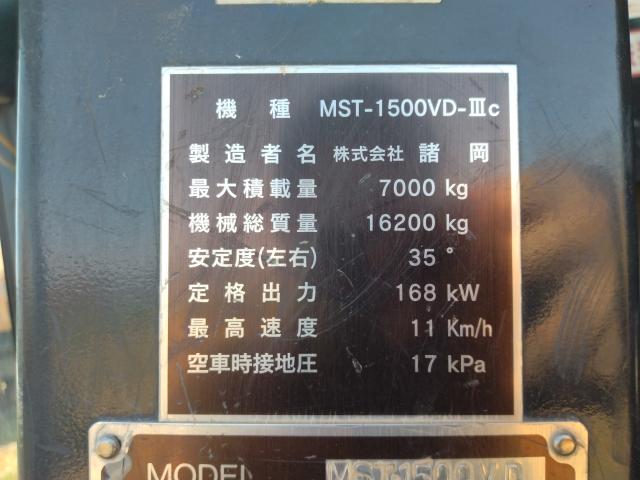 機種 MST-1500VD-Ⅲc
製造者名 株式会社 諸岡
最大積載量 7000 kg
機械総質量 16200 kg
安定度(左右) 35 °
定格出力 168 kW
最高速度 11 Km/h
空車時接地圧 17 kPa
MODEL MST1500VD